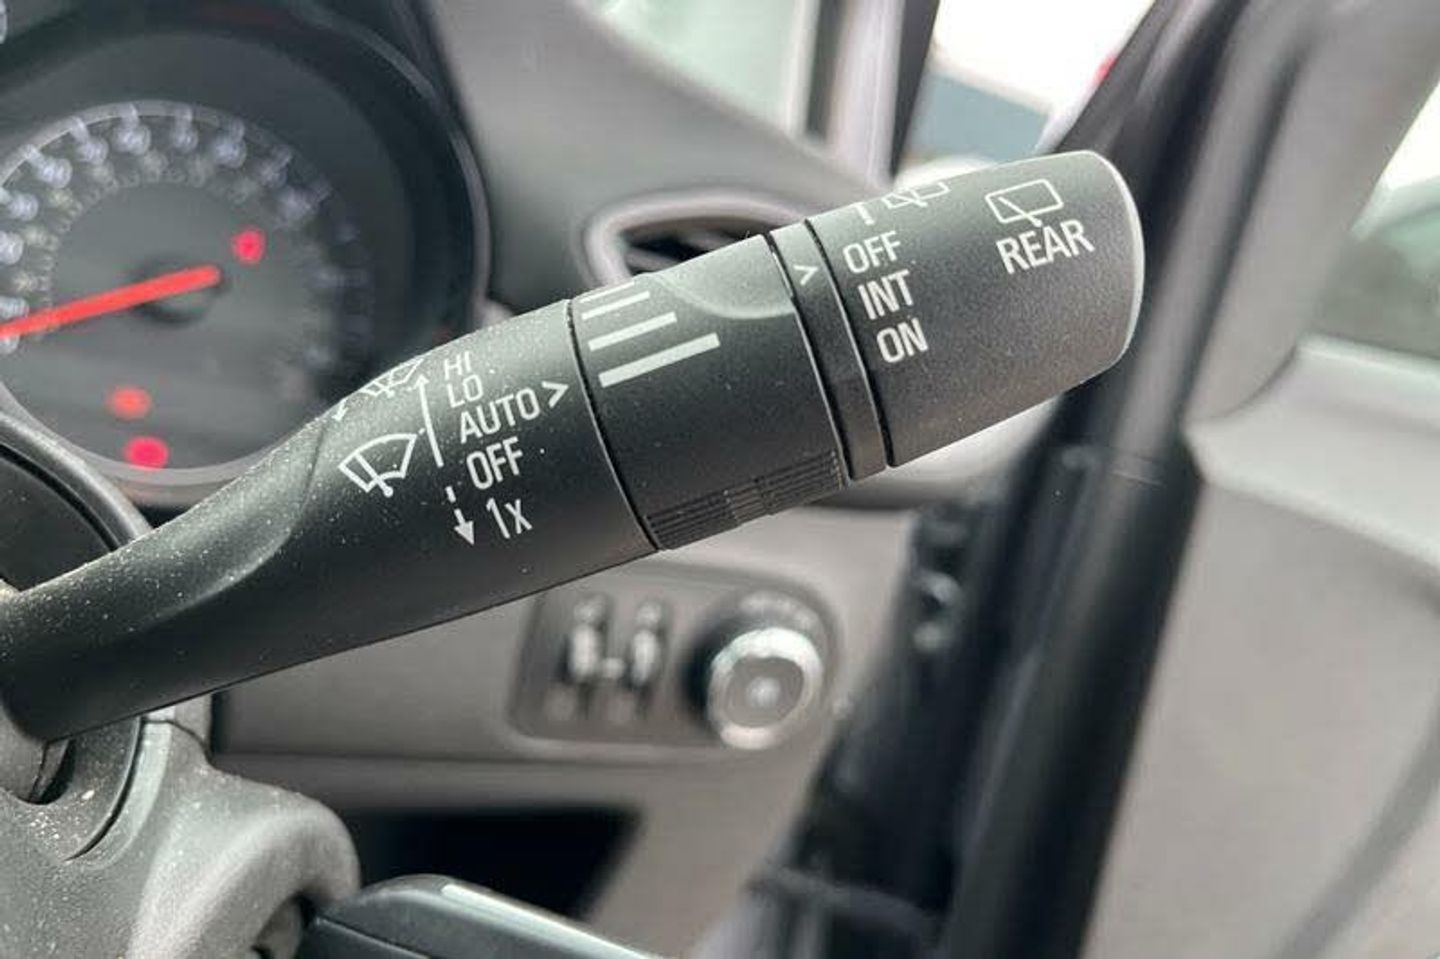 HI
LO
AUTO >
OFF
1x
>
OFF
INT
ON
REAR